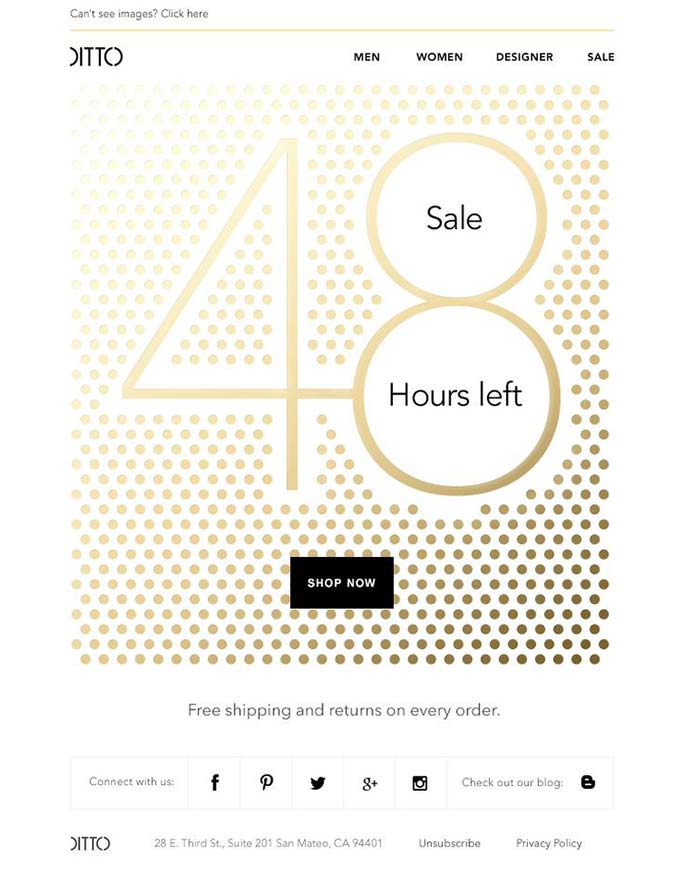 Can't see images? Click here
DITTO
MEN WOMEN DESIGNER SALE
48
Sale
Hours left
SHOP NOW
Free shipping and returns on every order.
Connect with us: f g+ Check out our blog:
DITTO 28 E. Third St., Suite 201 San Mateo, CA 94401 Unsubscribe Privacy Policy